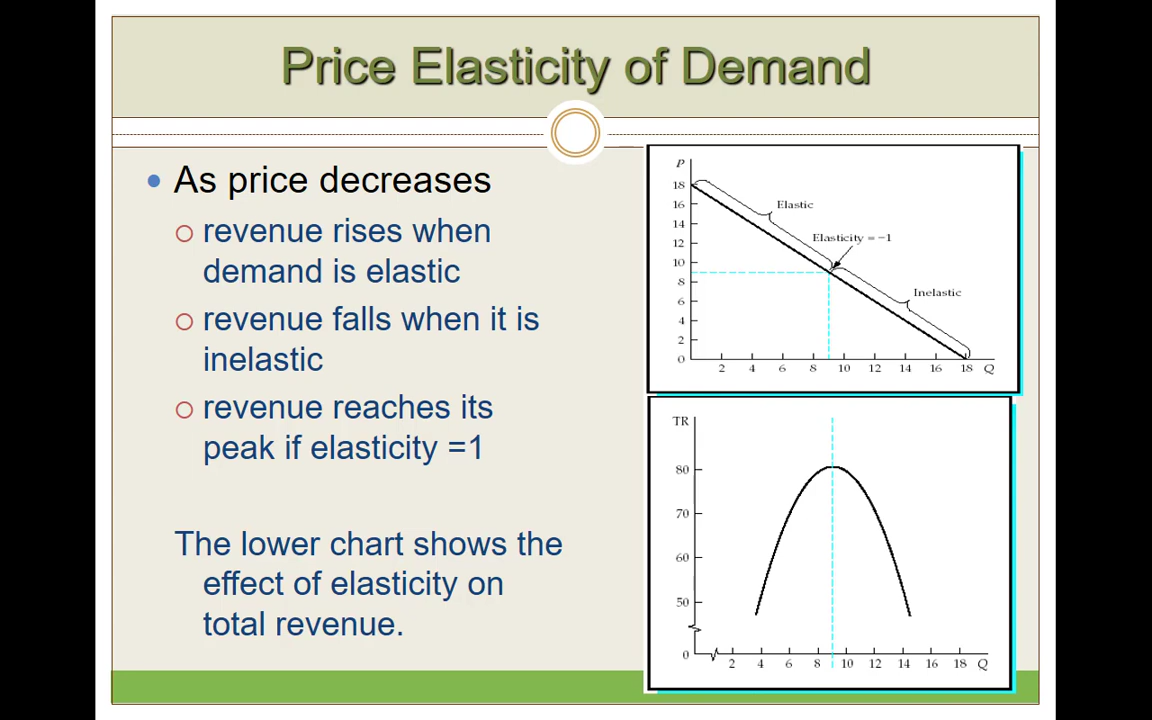 Price Elasticity of Demand
As price decreases
revenue rises when
demand is elastic
revenue falls when it is
inelastic
revenue reaches its
peak if elasticity =1
The lower chart shows the
effect of elasticity on
total revenue.
P
18
16
14
12
10
8
6
4
2
0
Elastic
Elasticity = −1
Inelastic
2 4 6 8 10 12 14 16 18 Q
TR
80
70
60
50
0
2 4 6 8 10 12 14 16 18 Q